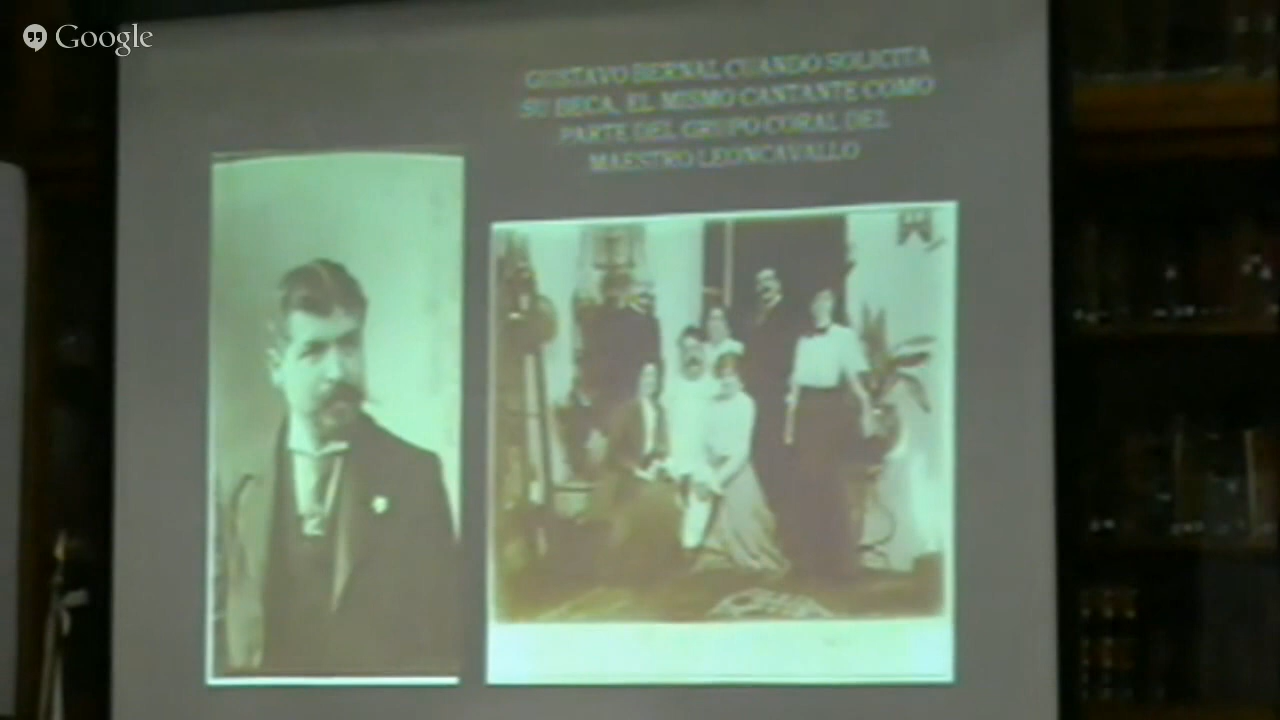 Google
GUSTAVO BERNAL CUANDO SOLICITA
SU BECA, EL MISMO CANTANTE COMO
PARTE DEL GRUPO CORAL DEL
MAESTRO LEONCAVALLO